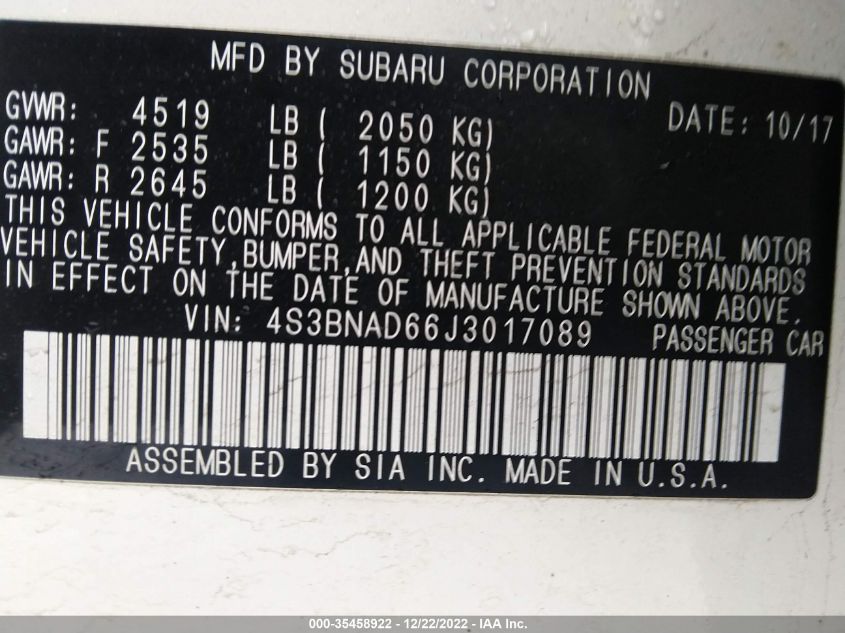 MFD BY SUBARU CORPORATION
GVWR: 4519 LB ( 2050 KG) DATE: 10/17
GAWR: F 2535 LB ( 1150 KG)
GAWR: R 2645 LB ( 1200 KG)
THIS VEHICLE CONFORMS TO ALL APPLICABLE FEDERAL MOTOR
VEHICLE SAFETY,BUMPER,AND THEFT PREVENTION STANDARDS
IN EFFECT ON THE DATE OF MANUFACTURE SHOWN ABOVE.
VIN: 4S3BNAD66J3017089 PASSENGER CAR
ASSEMBLED BY SIA INC. MADE IN U.S.A.
000-35458922 - 12/22/2022 - IAA Inc.